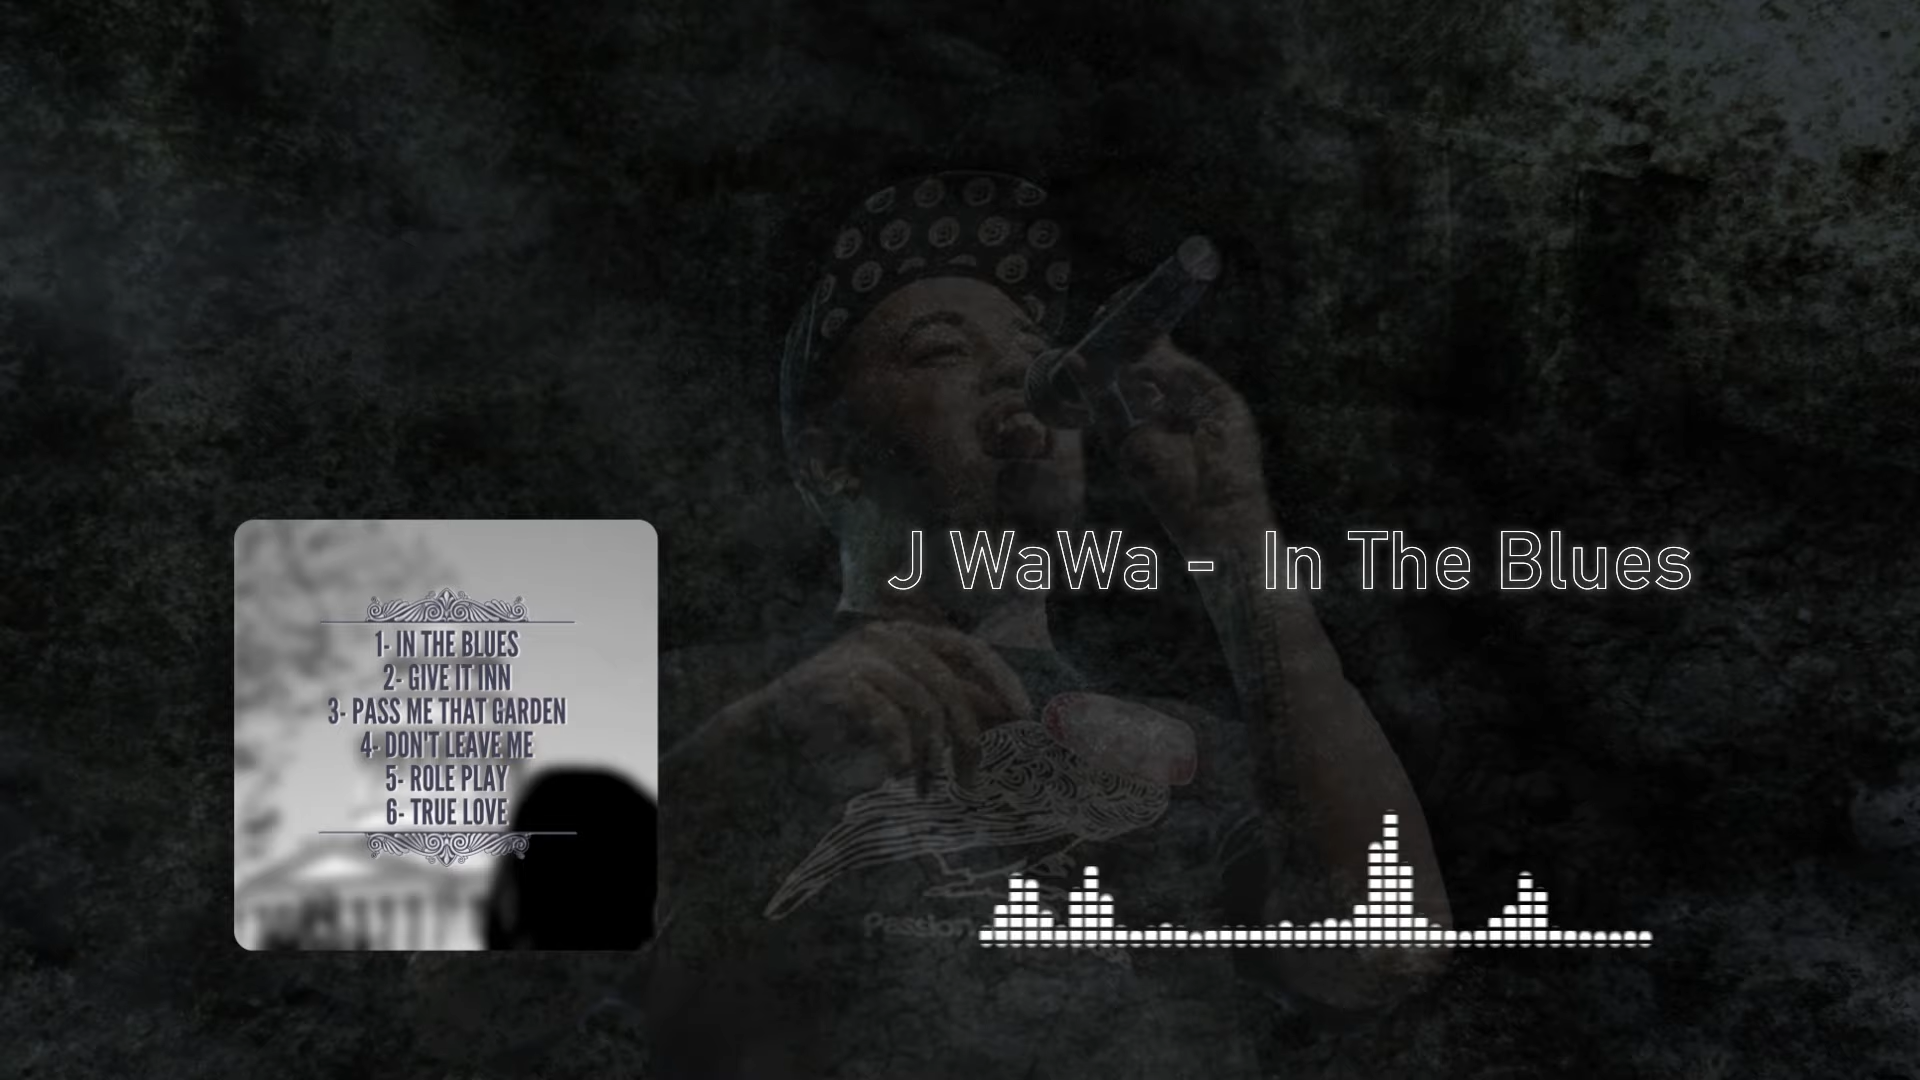 J WaWa - In The Blues
1- IN THE BLUES
2- GIVE IT INN
3- PASS ME THAT GARDEN
4- DON'T LEAVE ME
5- ROLE PLAY
6- TRUE LOVE
Passion